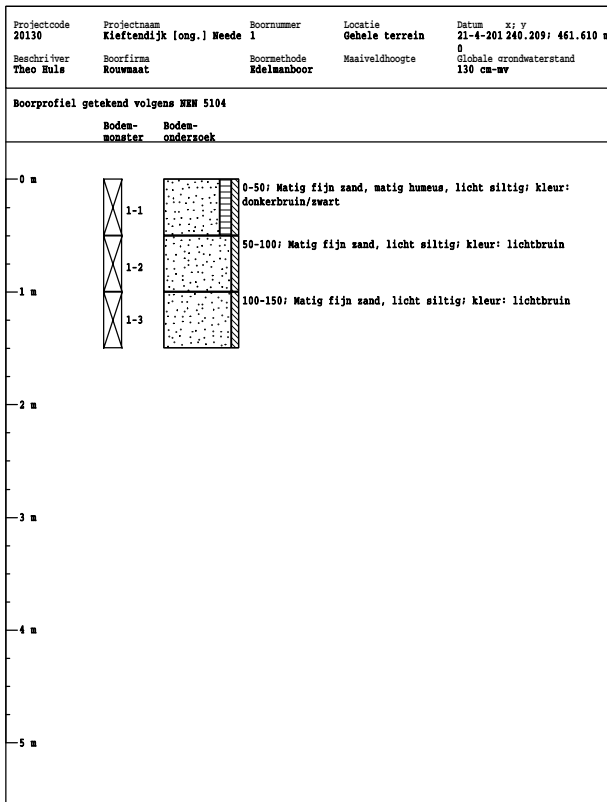 Projectcode Projectnaam Boornummer Locatie Datum x; y
20130 Kieftendijk [ong.] Neede 1 Gehele terrein 21-4-201 240.209; 461.610 m
0
Beschrijver Boorfirma Boormethode Maaiveldhoogte Globale grondwaterstand
Theo Huls Rouwmaat Edelmanboor 130 cm-mv
Boorprofiel getekend volgens NEN 5104
Bodem- Bodem-
monster onderzoek
0 m
0-50; Matig fijn zand, matig humeus, licht siltig; kleur:
donkerbruin/zwart
1-1
50-100; Matig fijn zand, licht siltig; kleur: lichtbruin
1-2
1 m
100-150; Matig fijn zand, licht siltig; kleur: lichtbruin
1-3
2 m
3 m
4 m
5 m